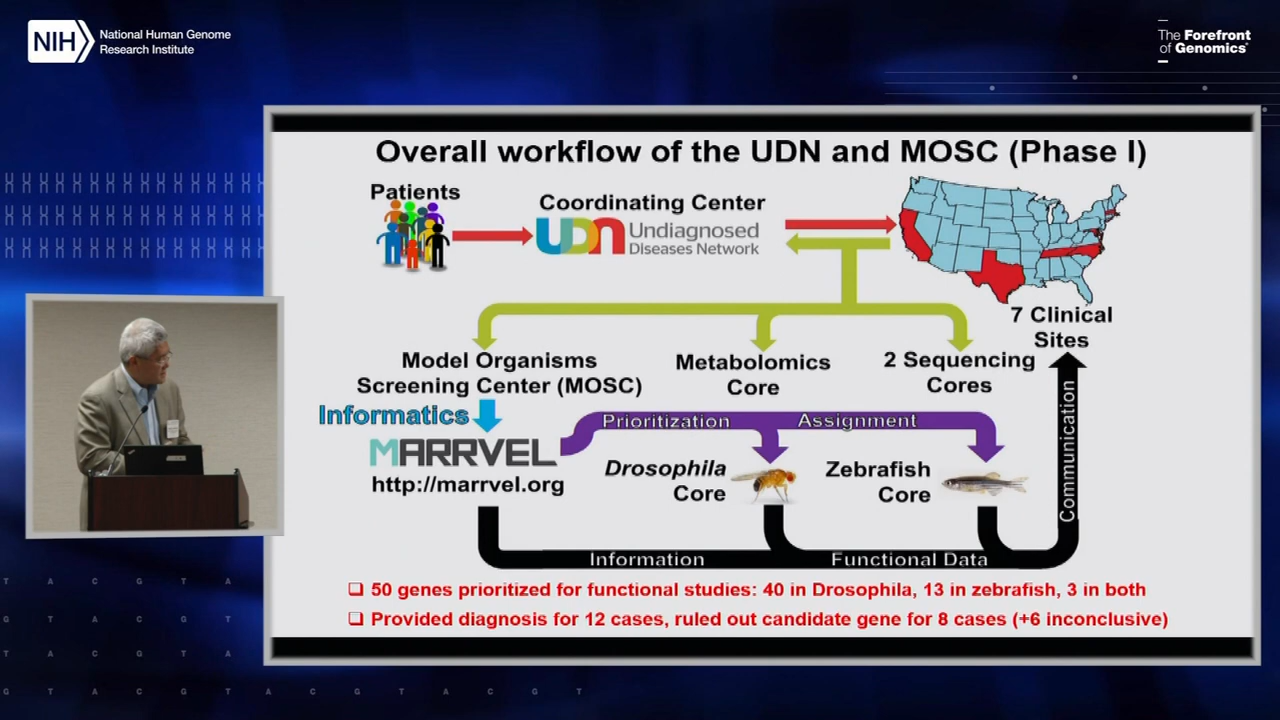 NIH
National Human Genome
Research Institute
The Forefront
of Genomics®
Overall workflow of the UDN and MOSC (Phase I)
Patients
Coordinating Center
UDN Undiagnosed
Diseases Network
7 Clinical
Sites
Model Organisms
Screening Center (MOSC)
Metabolomics
Core
2 Sequencing
Cores
Informatics
MARRVEL
http://marrvel.org
Prioritization
Assignment
Drosophila
Core
Zebrafish
Core
Communication
Information
Functional Data
❑ 50 genes prioritized for functional studies: 40 in Drosophila, 13 in zebrafish, 3 in both
❑ Provided diagnosis for 12 cases, ruled out candidate gene for 8 cases (+6 inconclusive)
T A C G T A
G T A C G T A
T A C G T A
G T A C G T A C G T A C G T